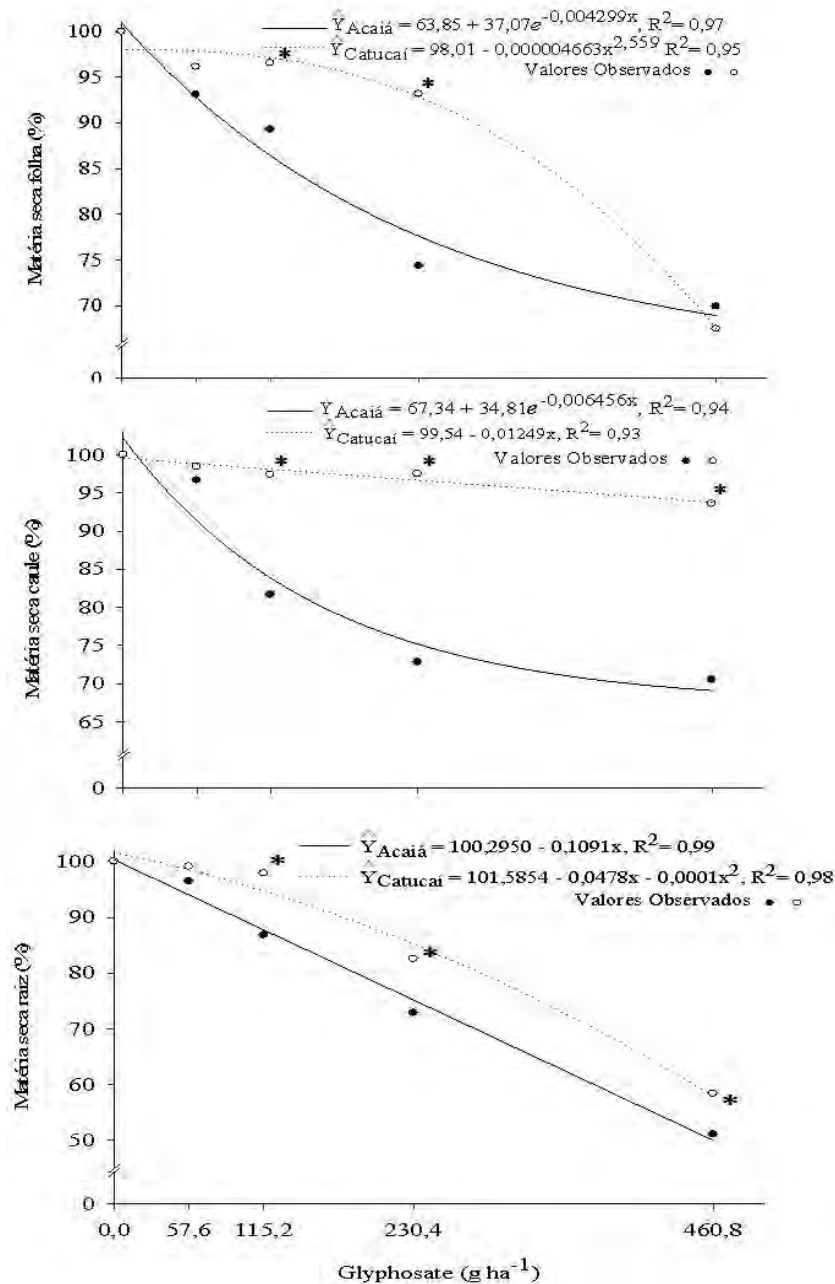 Ŷ Acaiá = 63,85 + 37,07e^-0,004299x, R² = 0,97
Ŷ Catucaí = 98,01 - 0,000004663x^2,559 R² = 0,95
Valores Observados ● ○
100
95
90
85
80
75
70
0
Matéria seca folha (%)
*
*
Ŷ Acaiá = 67,34 + 34,81e^-0,006456x, R² = 0,94
Ŷ Catucaí = 99,54 - 0,01249x, R² = 0,93
Valores Observados ● ○
100
95
90
85
80
75
70
65
0
Matéria seca caule (%)
*
*
*
Ŷ Acaiá = 100,2950 - 0,1091x, R² = 0,99
Ŷ Catucaí = 101,5854 - 0,0478x - 0,0001x², R² = 0,98
Valores Observados ● ○
100
90
80
70
60
50
0
Matéria seca raiz (%)
*
*
*
0,0 57,6 115,2 230,4 460,8
Glyphosate (g ha⁻¹)